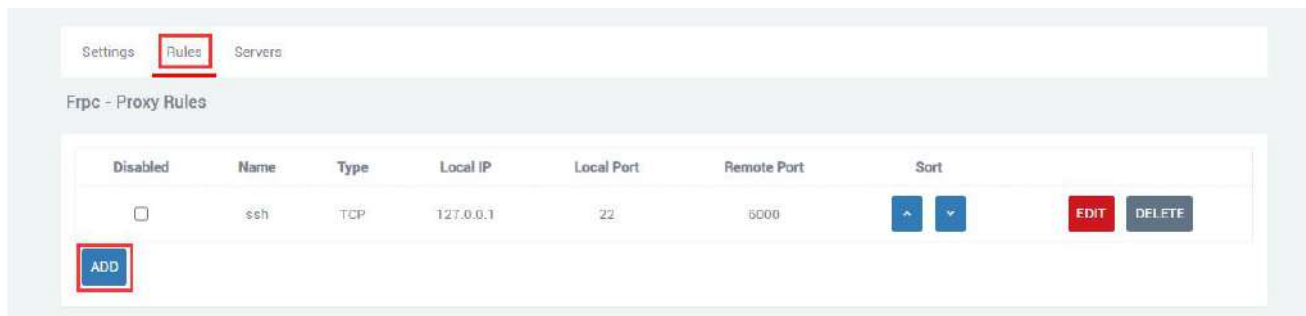 Settings Rules Servers
Frpc - Proxy Rules
Disabled Name Type Local IP Local Port Remote Port Sort
ssh TCP 127.0.0.1 22 6000 EDIT DELETE
ADD